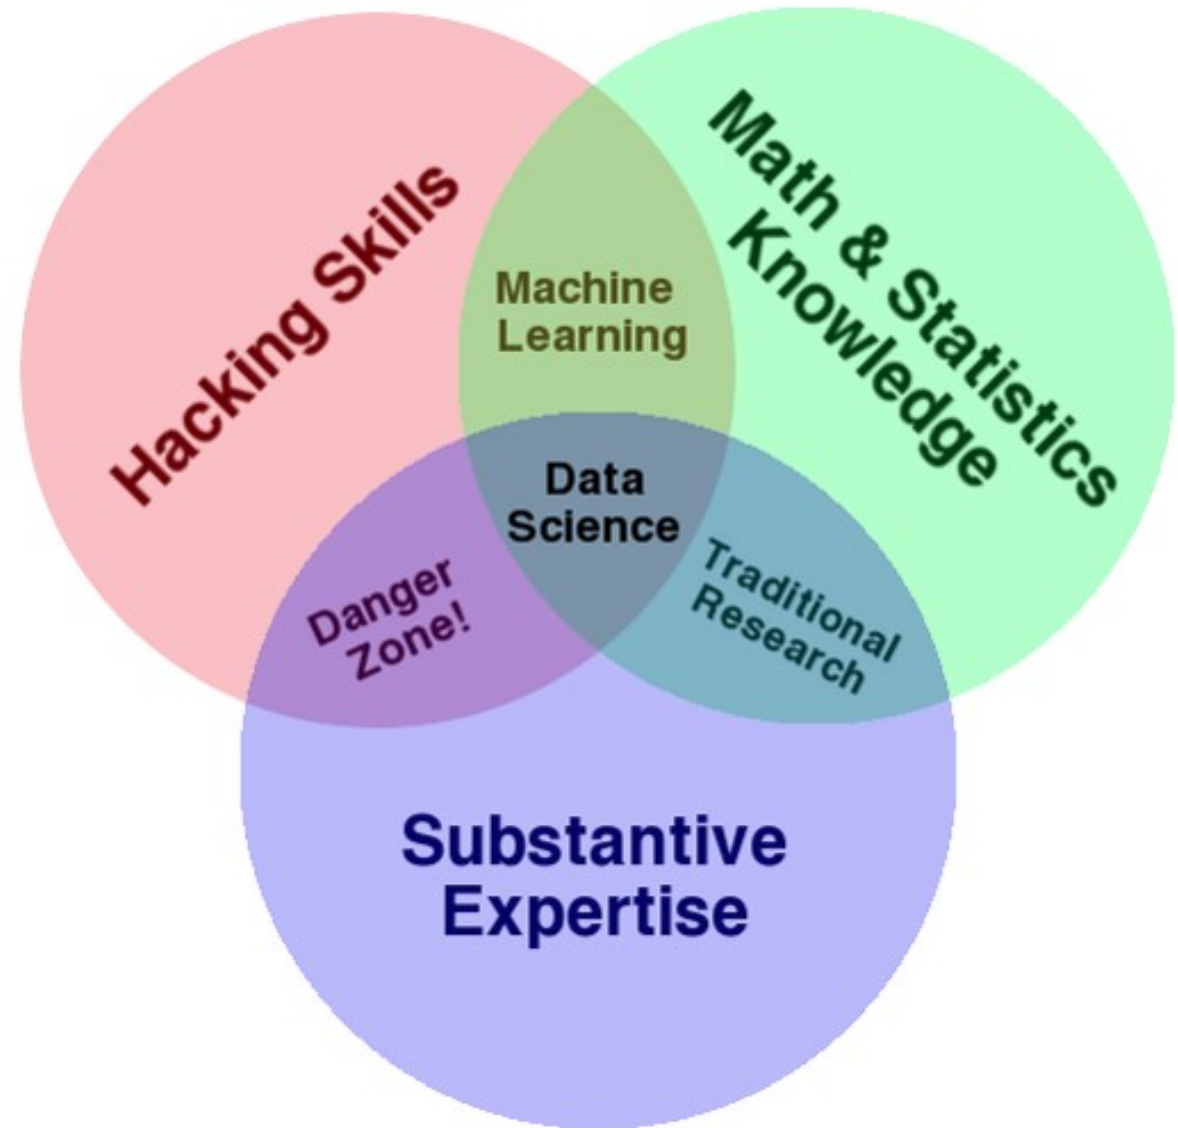 Hacking Skills
Math & Statistics
Knowledge
Machine
Learning
Data
Science
Danger
Zone!
Traditional
Research
Substantive
Expertise